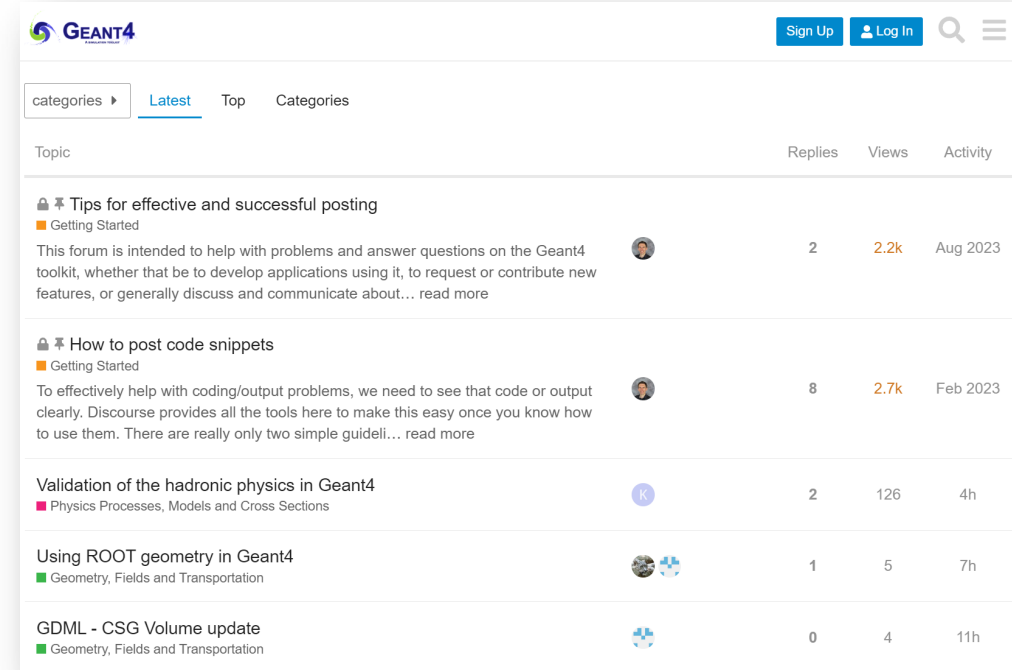 GEANT4
A SIMULATION TOOLKIT
Sign Up
Log In
categories
Latest
Top
Categories
Topic
Replies
Views
Activity
Tips for effective and successful posting
Getting Started
This forum is intended to help with problems and answer questions on the Geant4
toolkit, whether that be to develop applications using it, to request or contribute new
features, or generally discuss and communicate about… read more
2
2.2k
Aug 2023
How to post code snippets
Getting Started
To effectively help with coding/output problems, we need to see that code or output
clearly. Discourse provides all the tools here to make this easy once you know how
to use them. There are really only two simple guideli… read more
8
2.7k
Feb 2023
Validation of the hadronic physics in Geant4
Physics Processes, Models and Cross Sections
K
2
126
4h
Using ROOT geometry in Geant4
Geometry, Fields and Transportation
1
5
7h
GDML - CSG Volume update
Geometry, Fields and Transportation
0
4
11h